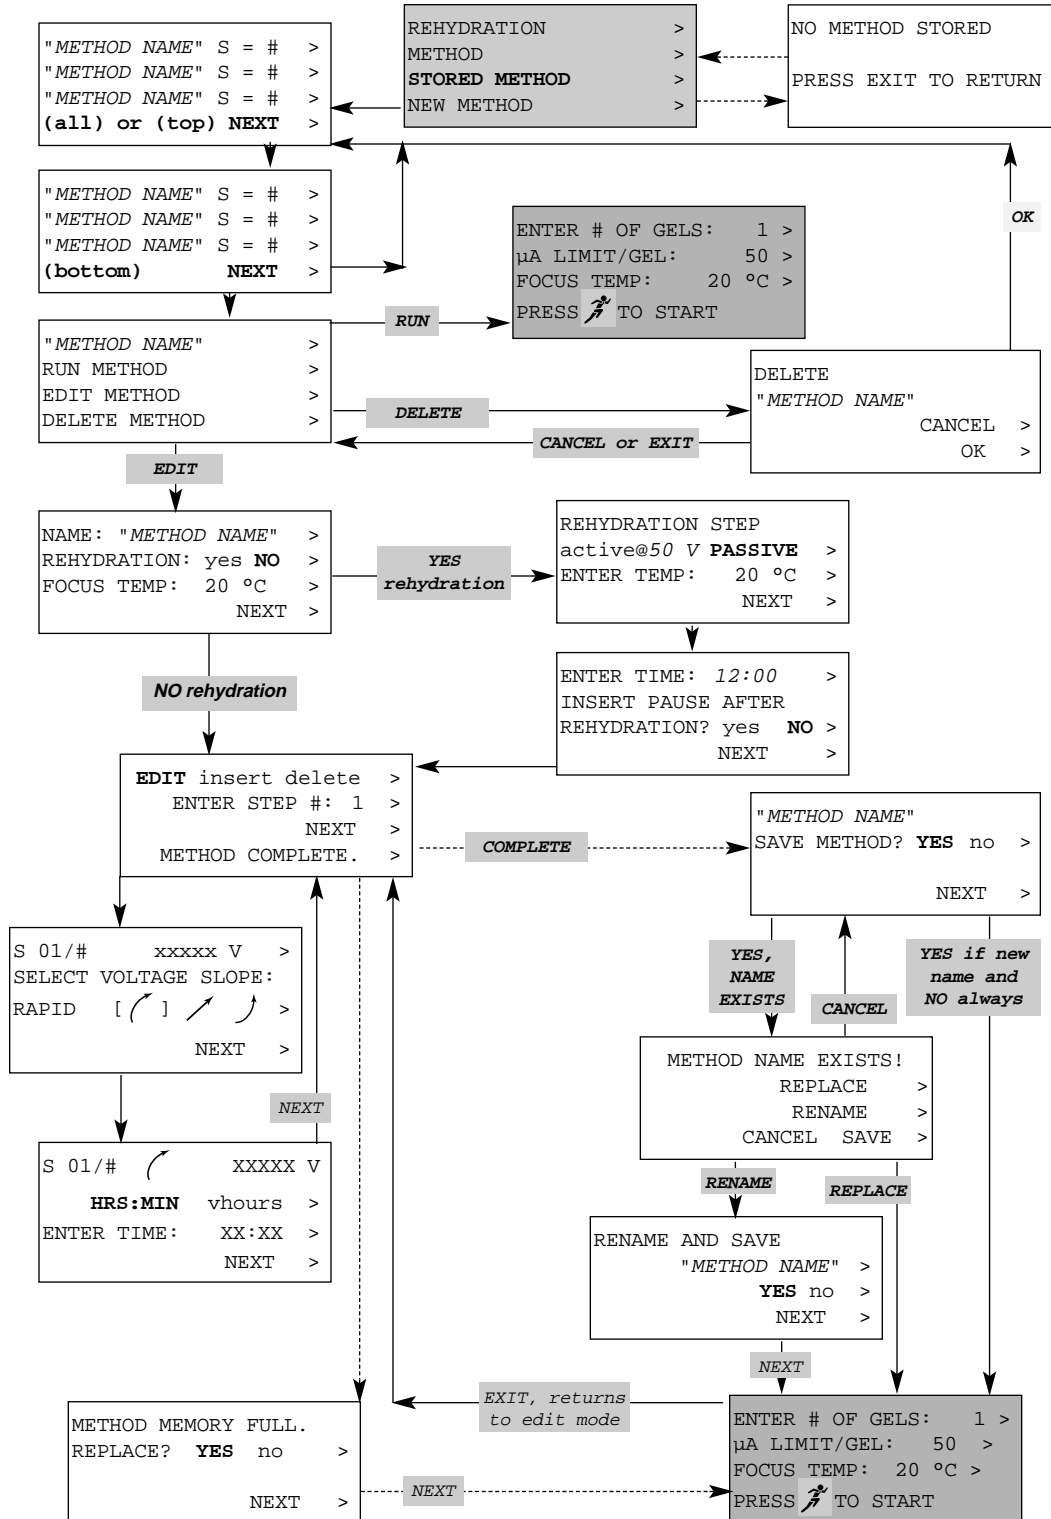 "METHOD NAME" S = # >
"METHOD NAME" S = # >
"METHOD NAME" S = # >
(all) or (top) NEXT >
REHYDRATION >
METHOD >
STORED METHOD >
NEW METHOD >
NO METHOD STORED
PRESS EXIT TO RETURN
"METHOD NAME" S = # >
"METHOD NAME" S = # >
"METHOD NAME" S = # >
(bottom) NEXT >
OK
ENTER # OF GELS: 1 >
µA LIMIT/GEL: 50 >
FOCUS TEMP: 20 °C >
PRESS TO START
RUN
"METHOD NAME" >
RUN METHOD >
EDIT METHOD >
DELETE METHOD >
DELETE
CANCEL or EXIT
DELETE
"METHOD NAME"
CANCEL >
OK >
EDIT
NAME: "METHOD NAME" >
REHYDRATION: yes NO >
FOCUS TEMP: 20 °C >
NEXT >
YES
rehydration
REHYDRATION STEP
active@50 V PASSIVE >
ENTER TEMP: 20 °C >
NEXT >
NO rehydration
ENTER TIME: 12:00 >
INSERT PAUSE AFTER
REHYDRATION? yes NO >
NEXT >
EDIT insert delete >
ENTER STEP #: 1 >
NEXT >
METHOD COMPLETE. >
COMPLETE
"METHOD NAME"
SAVE METHOD? YES no >
NEXT >
S 01/# xxxxx V >
SELECT VOLTAGE SLOPE:
RAPID [ ] >
NEXT >
YES,
NAME
EXISTS
CANCEL
YES if new
name and
NO always
METHOD NAME EXISTS!
REPLACE >
RENAME >
CANCEL SAVE >
NEXT
S 01/# XXXXX V
HRS:MIN vhours >
ENTER TIME: XX:XX >
NEXT >
RENAME
REPLACE
RENAME AND SAVE
"METHOD NAME" >
YES no >
NEXT >
NEXT
EXIT, returns
to edit mode
METHOD MEMORY FULL.
REPLACE? YES no >
NEXT >
NEXT
ENTER # OF GELS: 1 >
µA LIMIT/GEL: 50 >
FOCUS TEMP: 20 °C >
PRESS TO START